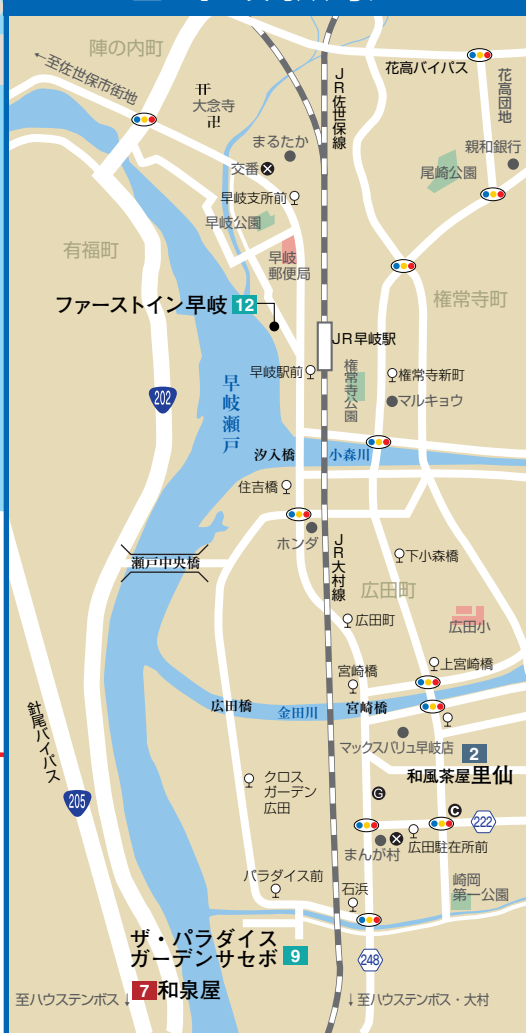 陣の内町
←至佐世保市街地
大念寺
まるたか
交番
早岐支所前
早岐公園
早岐
郵便局
JR佐世保線
花高バイパス
花高団地
親和銀行
尾崎公園
有福町
権常寺町
ファーストイン早岐 12
JR早岐駅
早岐駅前
権常寺公園
権常寺新町
マルキョウ
202
早岐瀬戸
汐入橋
小森川
住吉橋
ホンダ
瀬戸中央橋
JR大村線
下小森橋
広田町
広田町
広田小
上宮崎橋
宮崎橋
広田橋
金田川
宮崎橋
針尾バイパス
マックスバリュ早岐店
2
和風茶屋里仙
クロス
ガーデン
広田
G
C
205
222
まんが村
広田駐在所前
パラダイス前
石浜
崎岡
第一公園
ザ・パラダイス
ガーデンサセボ 9
7 和泉屋
248
至ハウステンボス↓
↓至ハウステンボス・大村